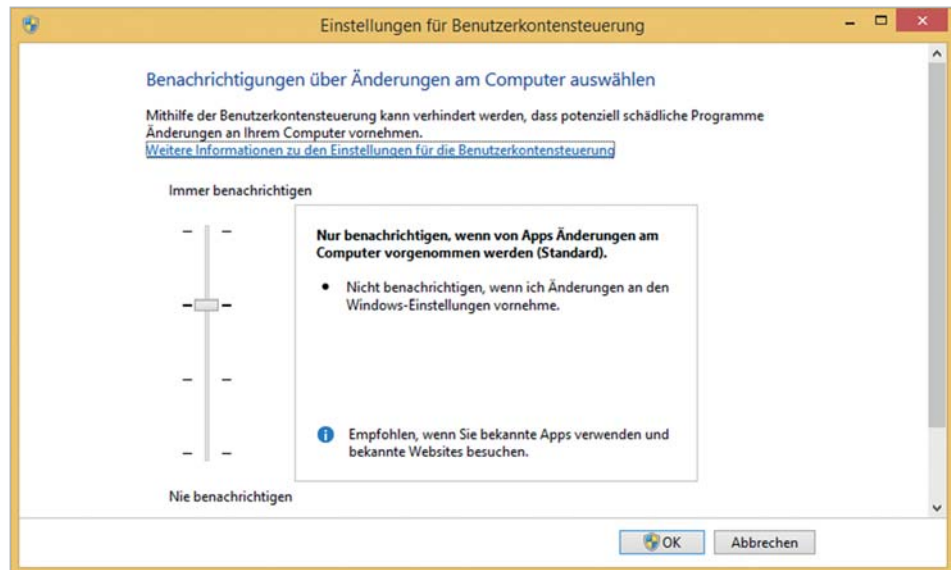 Einstellungen für Benutzerkontensteuerung
Benachrichtigungen über Änderungen am Computer auswählen
Mithilfe der Benutzerkontensteuerung kann verhindert werden, dass potenziell schädliche Programme
Änderungen an Ihrem Computer vornehmen.
Weitere Informationen zu den Einstellungen für die Benutzerkontensteuerung
Immer benachrichtigen
Nur benachrichtigen, wenn von Apps Änderungen am
Computer vorgenommen werden (Standard).
• Nicht benachrichtigen, wenn ich Änderungen an den
Windows-Einstellungen vornehme.
Empfohlen, wenn Sie bekannte Apps verwenden und
bekannte Websites besuchen.
Nie benachrichtigen
OK Abbrechen